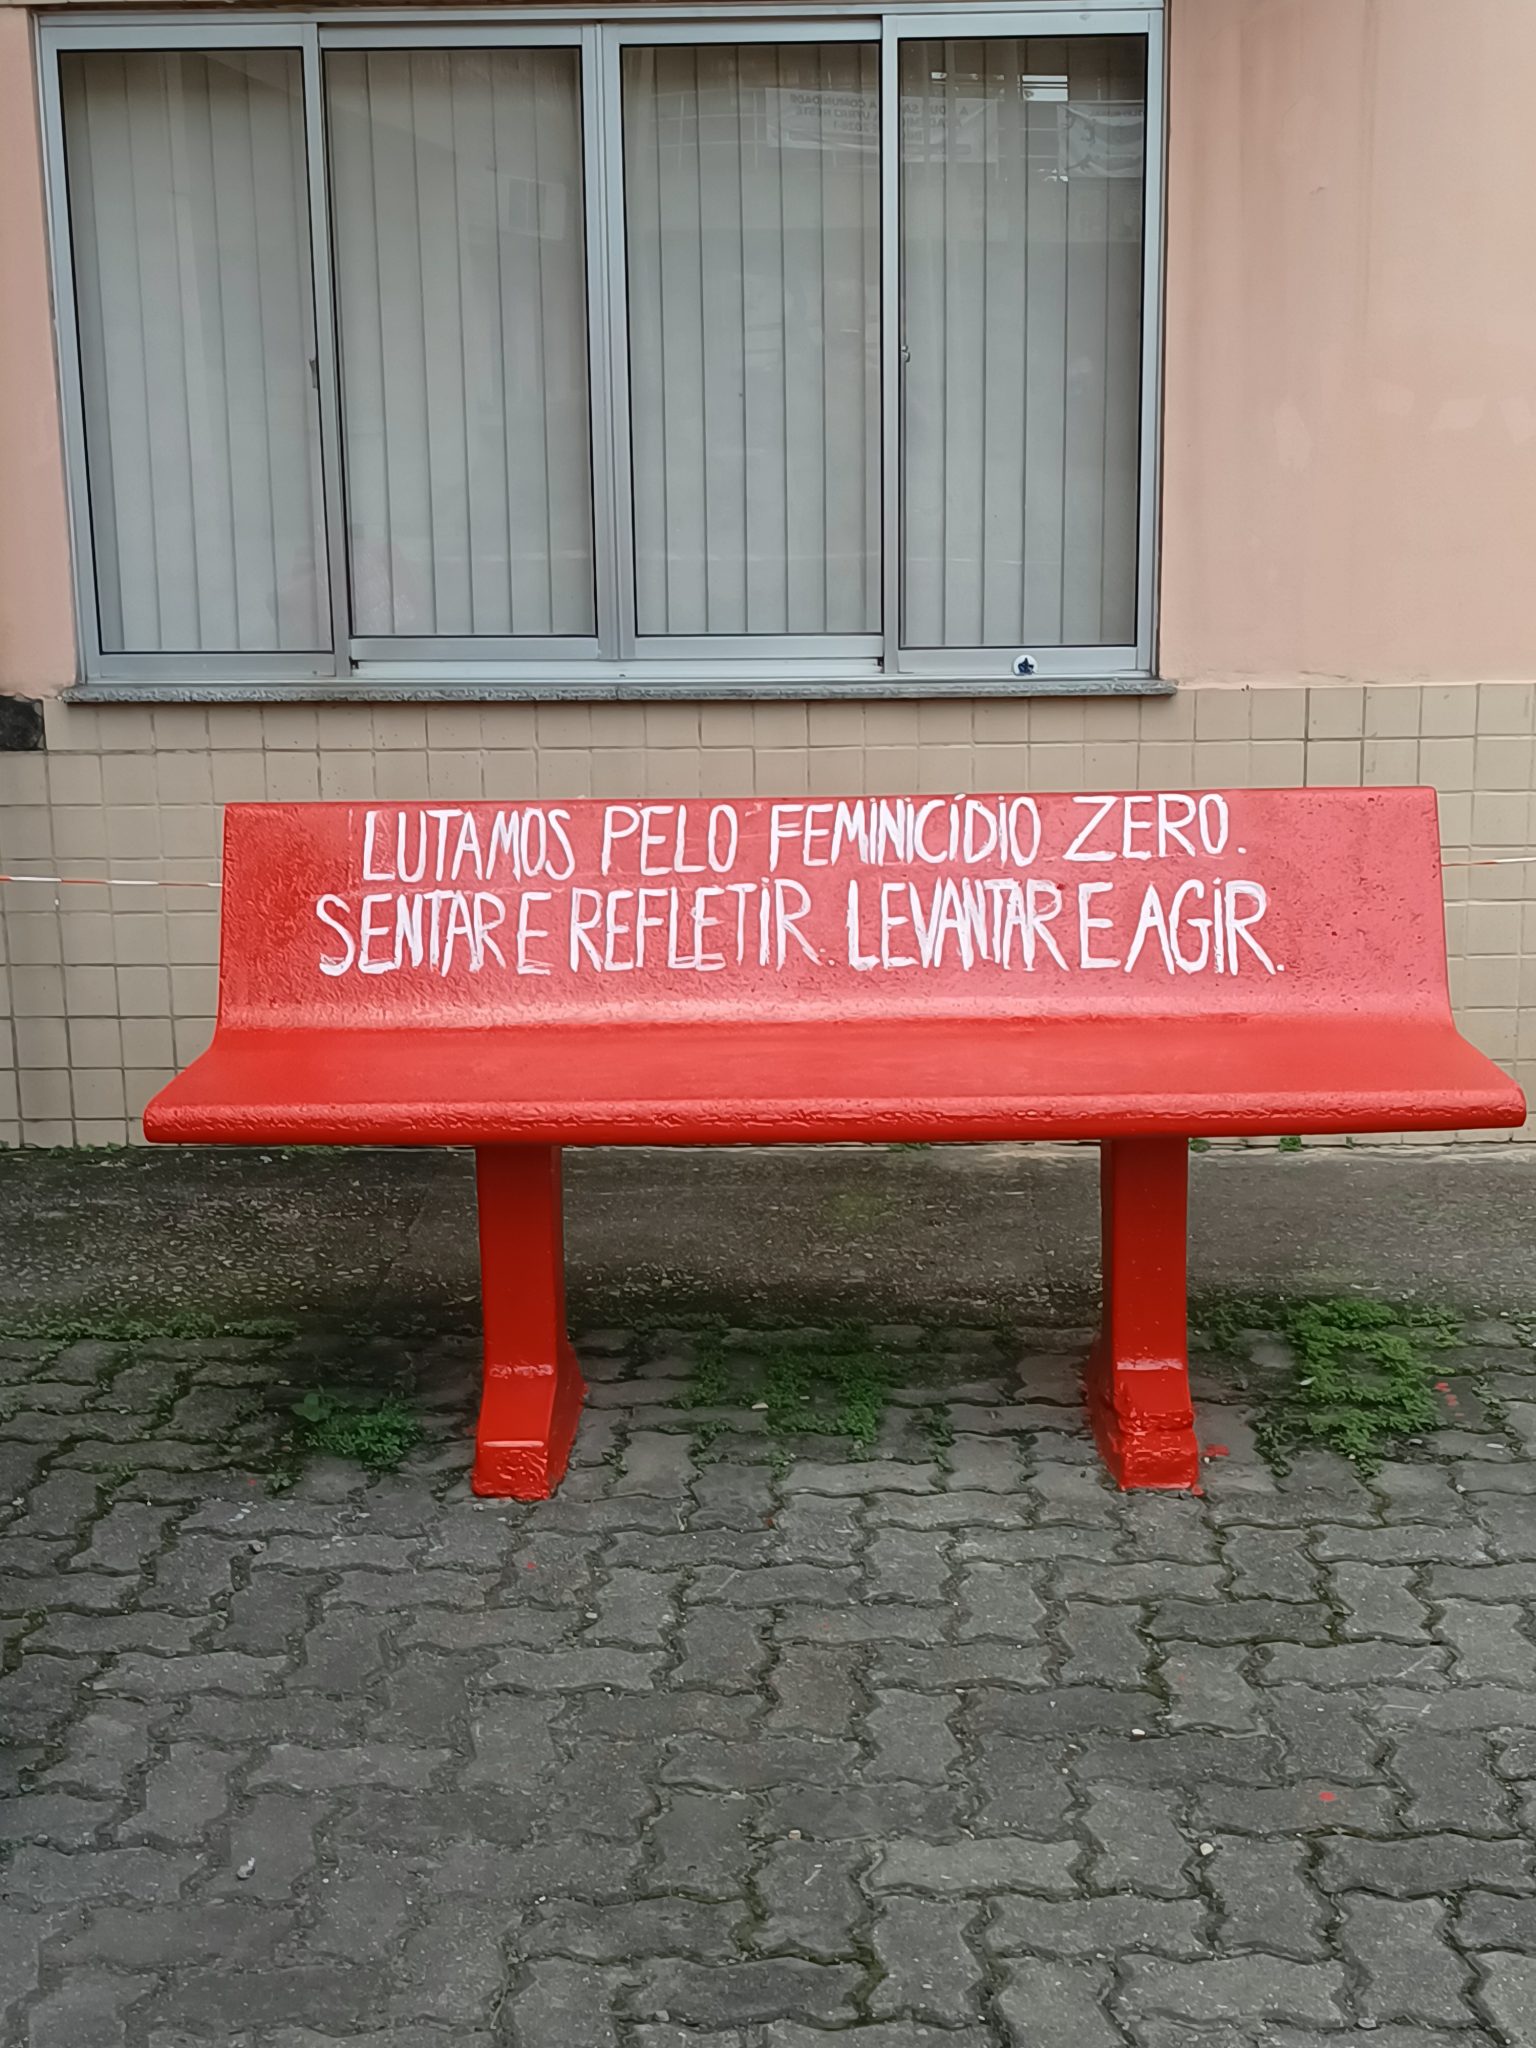 LUTAMOS PELO FEMINICÍDIO ZERO.
SENTAR E REFLETIR. LEVANTAR E AGIR.